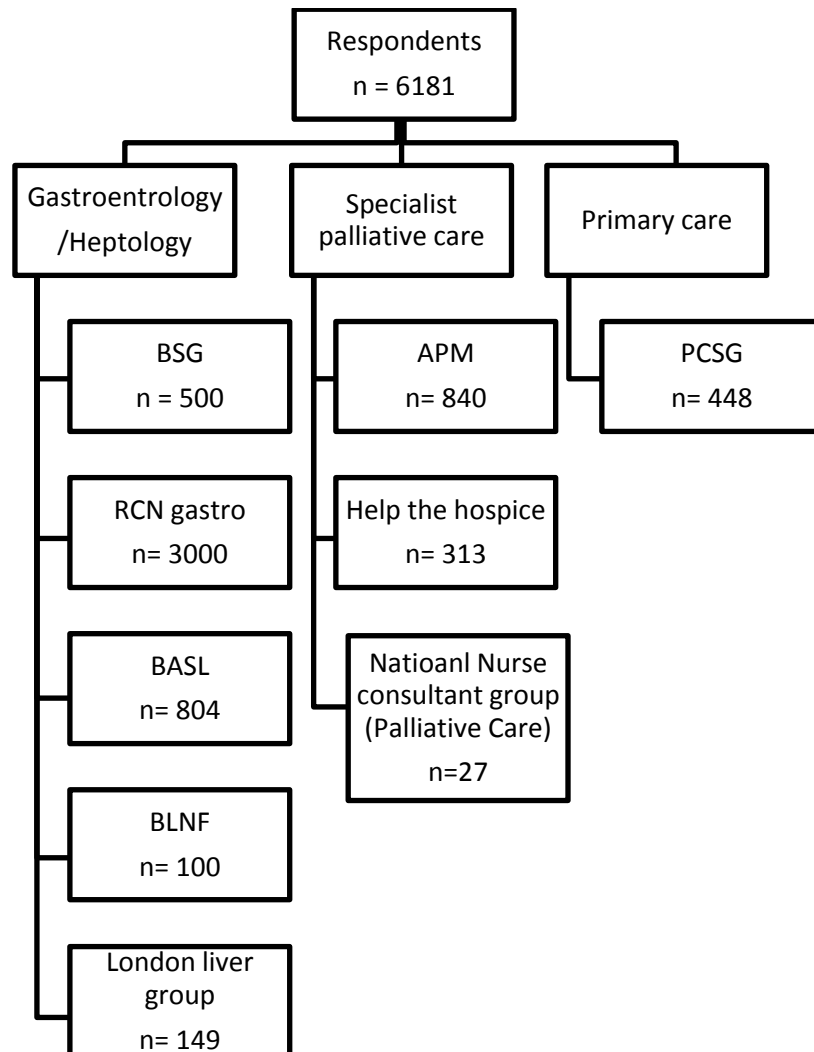 Respondents
n = 6181
Gastroentrology
/Heptology
Specialist
palliative care
Primary care
BSG
n = 500
APM
n= 840
PCSG
n= 448
RCN gastro
n= 3000
Help the hospice
n= 313
BASL
n= 804
Natioanl Nurse
consultant group
(Palliative Care)
n=27
BLNF
n= 100
London liver
group
n= 149